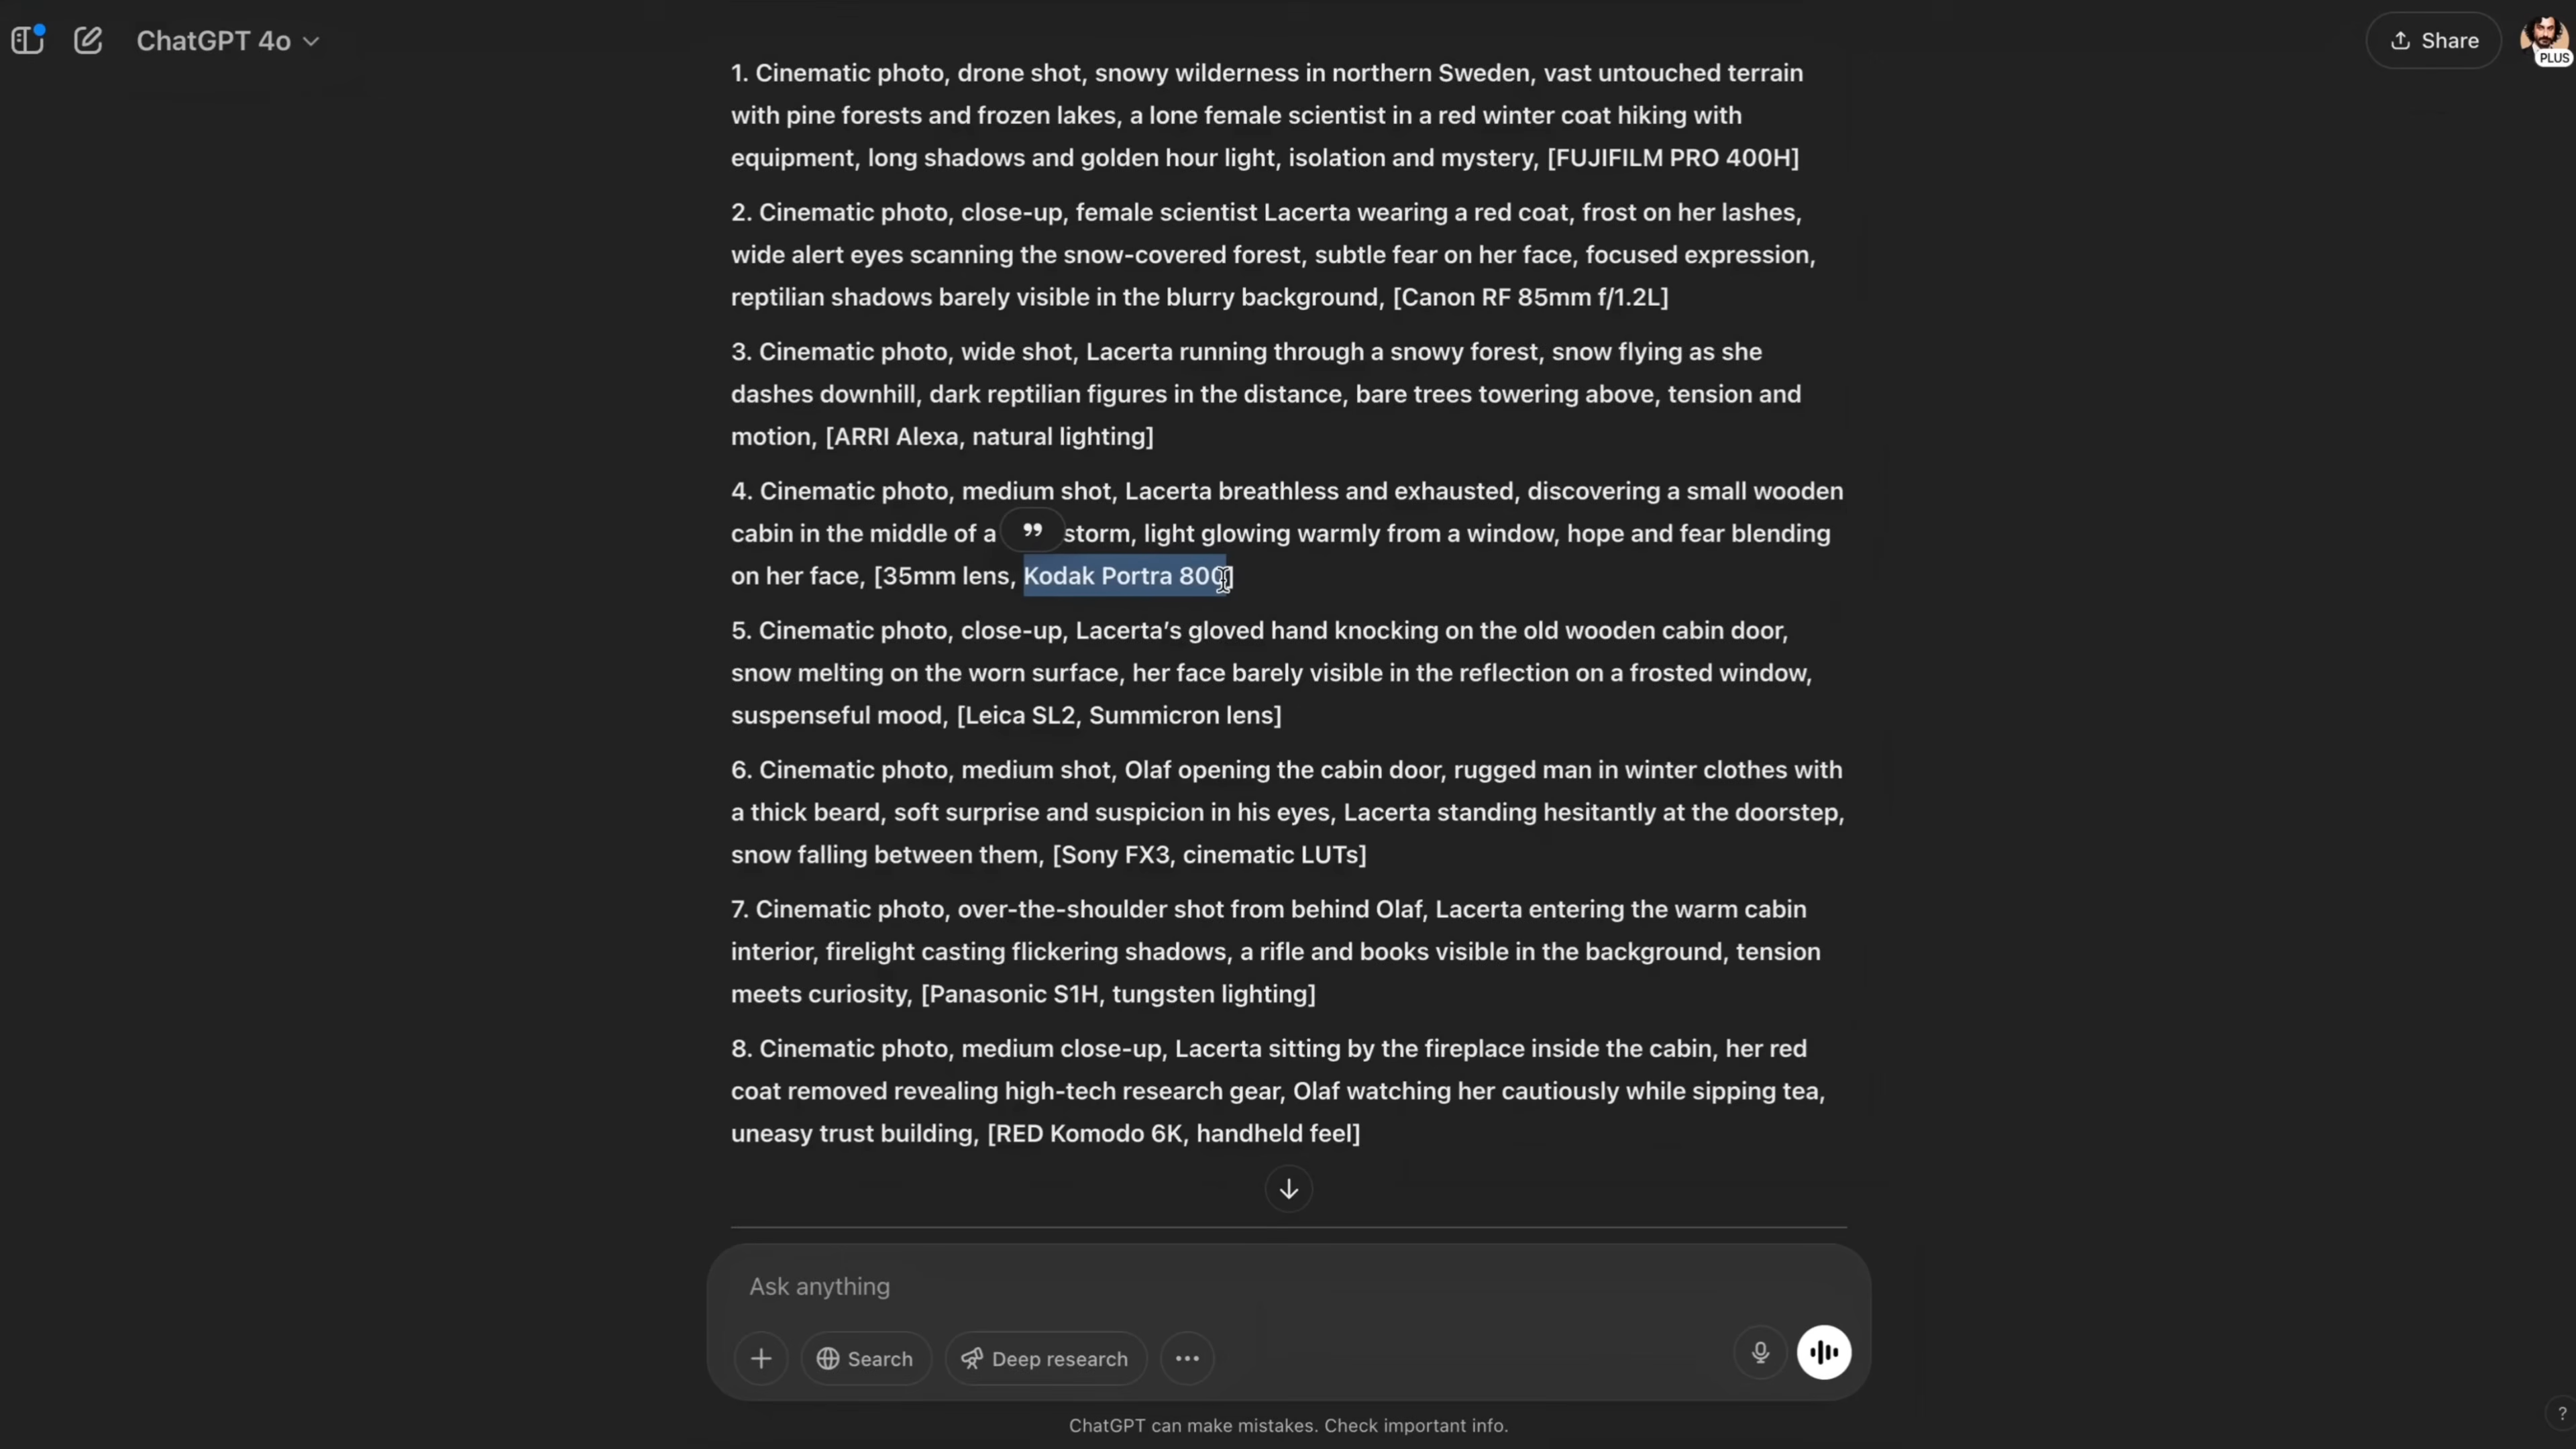 ChatGPT 4o
Share
PLUS
1. Cinematic photo, drone shot, snowy wilderness in northern Sweden, vast untouched terrain
with pine forests and frozen lakes, a lone female scientist in a red winter coat hiking with
equipment, long shadows and golden hour light, isolation and mystery, [FUJIFILM PRO 400H]
2. Cinematic photo, close-up, female scientist Lacerta wearing a red coat, frost on her lashes,
wide alert eyes scanning the snow-covered forest, subtle fear on her face, focused expression,
reptilian shadows barely visible in the blurry background, [Canon RF 85mm f/1.2L]
3. Cinematic photo, wide shot, Lacerta running through a snowy forest, snow flying as she
dashes downhill, dark reptilian figures in the distance, bare trees towering above, tension and
motion, [ARRI Alexa, natural lighting]
4. Cinematic photo, medium shot, Lacerta breathless and exhausted, discovering a small wooden
cabin in the middle of a storm, light glowing warmly from a window, hope and fear blending
on her face, [35mm lens, Kodak Portra 800]
5. Cinematic photo, close-up, Lacerta’s gloved hand knocking on the old wooden cabin door,
snow melting on the worn surface, her face barely visible in the reflection on a frosted window,
suspenseful mood, [Leica SL2, Summicron lens]
6. Cinematic photo, medium shot, Olaf opening the cabin door, rugged man in winter clothes with
a thick beard, soft surprise and suspicion in his eyes, Lacerta standing hesitantly at the doorstep,
snow falling between them, [Sony FX3, cinematic LUTs]
7. Cinematic photo, over-the-shoulder shot from behind Olaf, Lacerta entering the warm cabin
interior, firelight casting flickering shadows, a rifle and books visible in the background, tension
meets curiosity, [Panasonic S1H, tungsten lighting]
8. Cinematic photo, medium close-up, Lacerta sitting by the fireplace inside the cabin, her red
coat removed revealing high-tech research gear, Olaf watching her cautiously while sipping tea,
uneasy trust building, [RED Komodo 6K, handheld feel]
Ask anything
Search
Deep research
ChatGPT can make mistakes. Check important info.
?